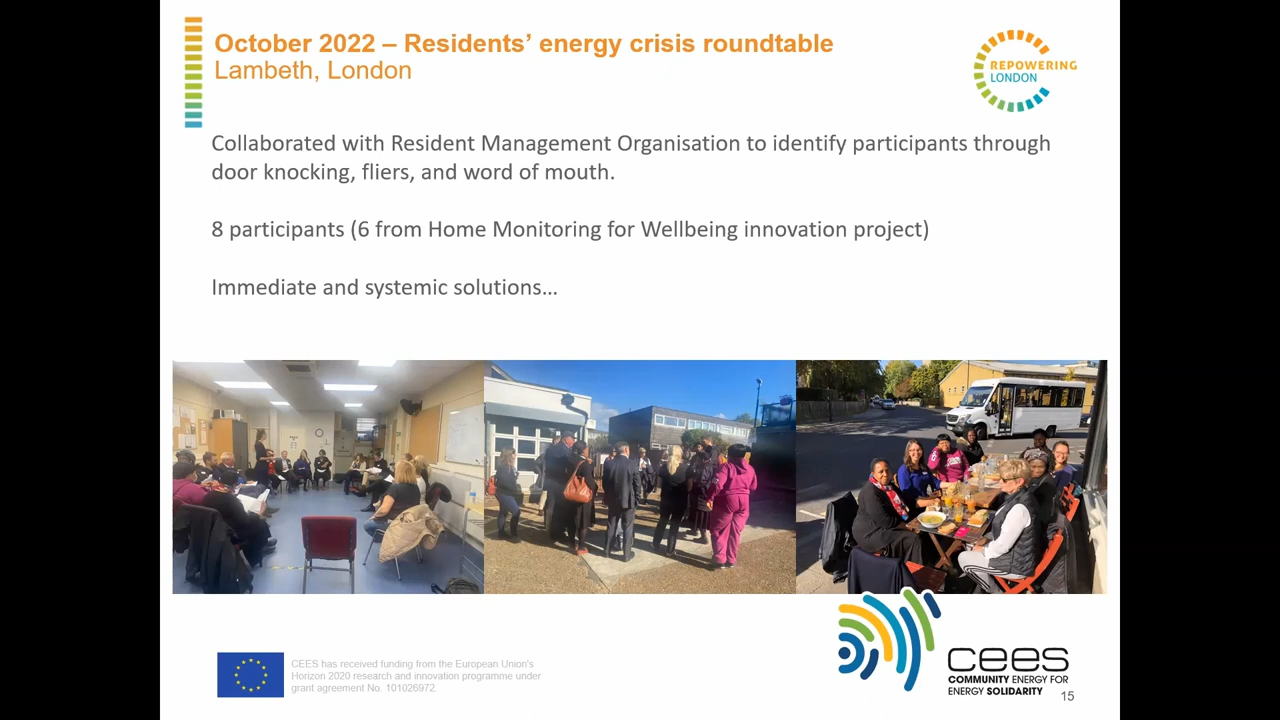 October 2022 – Residents’ energy crisis roundtable
Lambeth, London
REPOWERING
LONDON
Collaborated with Resident Management Organisation to identify participants through
door knocking, fliers, and word of mouth.
8 participants (6 from Home Monitoring for Wellbeing innovation project)
Immediate and systemic solutions…
CEES has received funding from the European Union's
Horizon 2020 research and innovation programme under
grant agreement No. 101026972.
cees
COMMUNITY ENERGY FOR
ENERGY SOLIDARITY
15